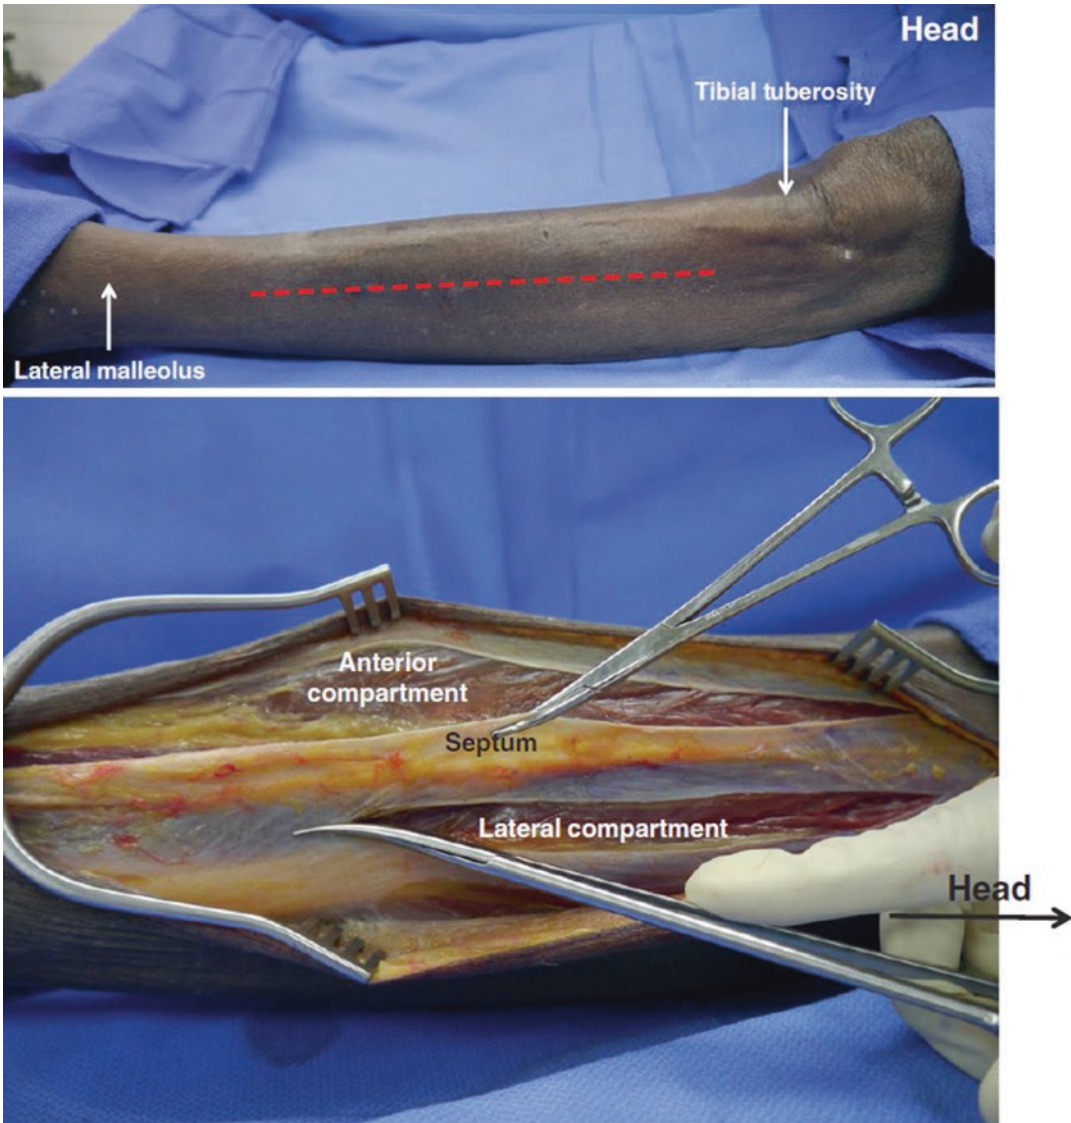 Head
Tibial tuberosity
Lateral malleolus
Anterior
compartment
Septum
Lateral compartment
Head